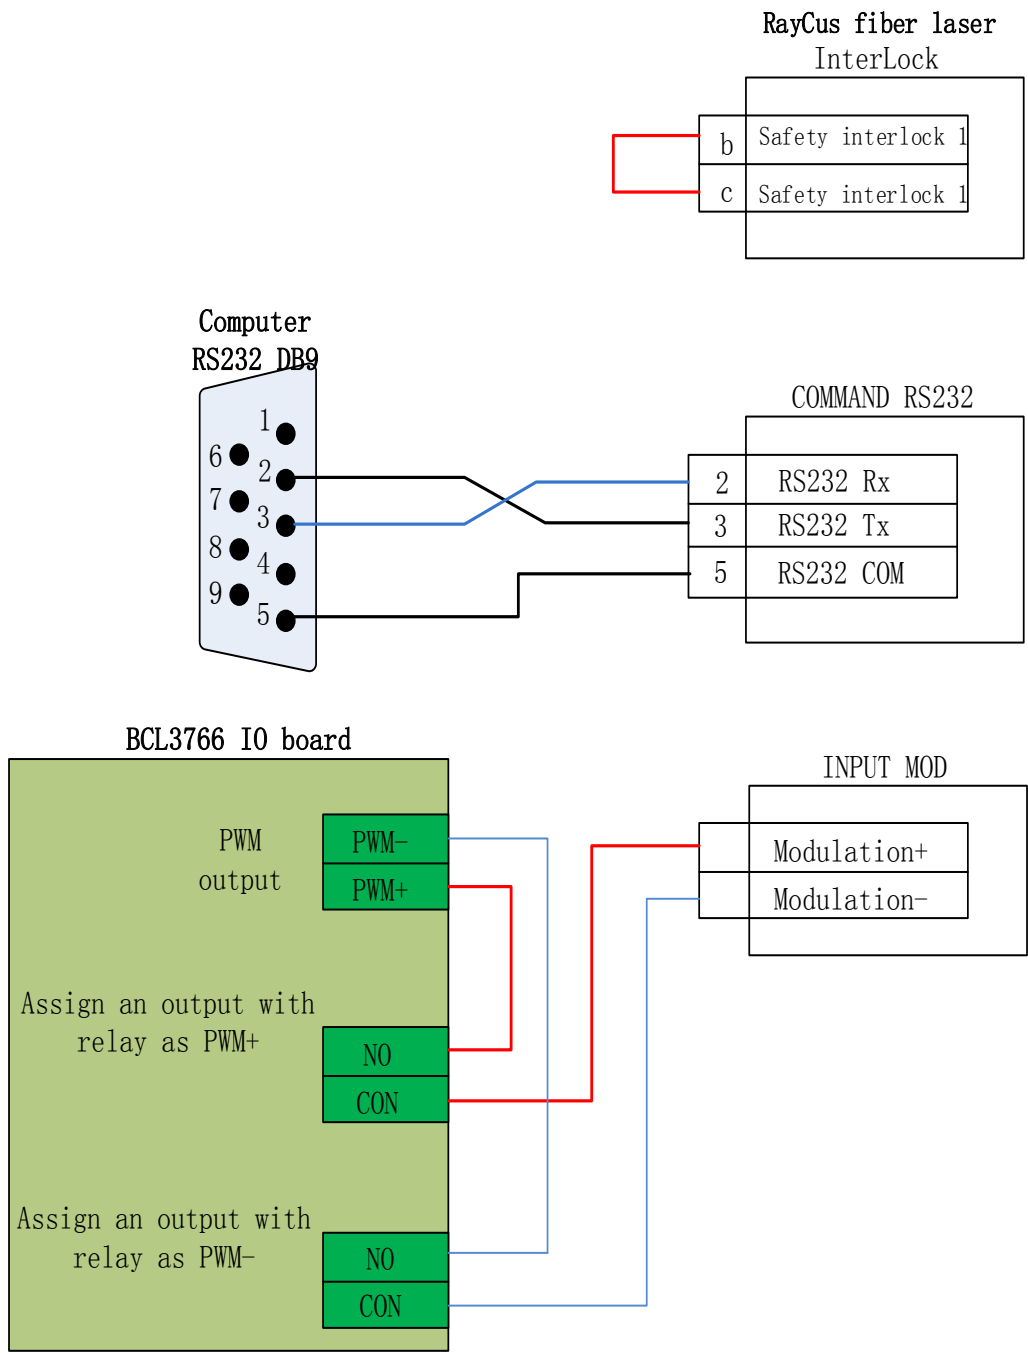 RayCus fiber laser
InterLock
b Safety interlock 1
c Safety interlock 1
Computer
RS232 DB9
1
6
2
7
3
8
4
9
5
COMMAND RS232
2 RS232 Rx
3 RS232 Tx
5 RS232 COM
BCL3766 IO board
PWM
output
PWM-
PWM+
Assign an output with
relay as PWM+
NO
CON
Assign an output with
relay as PWM-
NO
CON
INPUT MOD
Modulation+
Modulation-